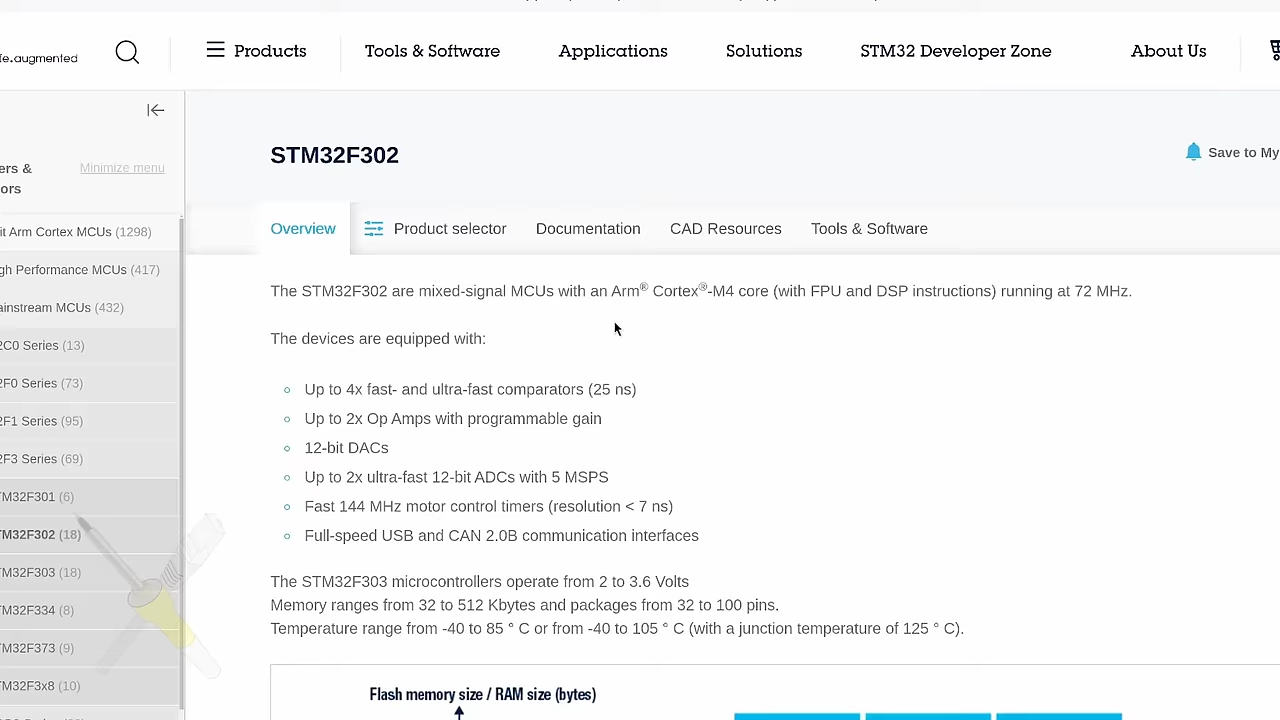 fe.augmented
Products
Tools & Software
Applications
Solutions
STM32 Developer Zone
About Us
ers &
ors
Minimize menu
it Arm Cortex MCUs (1298)
gh Performance MCUs (417)
ainstream MCUs (432)
2C0 Series (13)
2F0 Series (73)
2F1 Series (95)
2F3 Series (69)
TM32F301 (6)
TM32F302 (18)
TM32F303 (18)
TM32F334 (8)
TM32F373 (9)
TM32F3x8 (10)
STM32F302
Save to My
Overview
Product selector
Documentation
CAD Resources
Tools & Software
The STM32F302 are mixed-signal MCUs with an Arm® Cortex®-M4 core (with FPU and DSP instructions) running at 72 MHz.
The devices are equipped with:
Up to 4x fast- and ultra-fast comparators (25 ns)
Up to 2x Op Amps with programmable gain
12-bit DACs
Up to 2x ultra-fast 12-bit ADCs with 5 MSPS
Fast 144 MHz motor control timers (resolution < 7 ns)
Full-speed USB and CAN 2.0B communication interfaces
The STM32F303 microcontrollers operate from 2 to 3.6 Volts
Memory ranges from 32 to 512 Kbytes and packages from 32 to 100 pins.
Temperature range from -40 to 85 ° C or from -40 to 105 ° C (with a junction temperature of 125 ° C).
Flash memory size / RAM size (bytes)